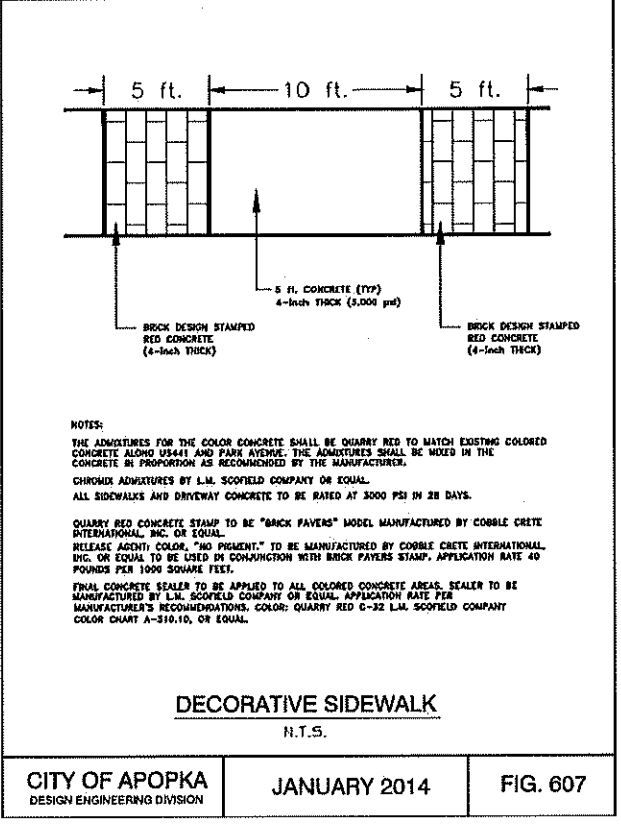 5 ft. 10 ft. 5 ft.
5 ft. CONCRETE (TYP)
4-Inch THICK (3,000 psi)
BRICK DESIGN STAMPED
RED CONCRETE
(4-Inch THICK)
BRICK DESIGN STAMPED
RED CONCRETE
(4-Inch THICK)
NOTES:
THE ADMIXTURES FOR THE COLOR CONCRETE SHALL BE QUARRY RED TO MATCH EXISTING COLORED
CONCRETE ALONG US441 AND PARK AVENUE. THE ADMIXTURES SHALL BE MIXED IN THE
CONCRETE IN PROPORTION AS RECOMMENDED BY THE MANUFACTURER.
CHROMIX ADMIXTURES BY L.M. SCOFIELD COMPANY OR EQUAL.
ALL SIDEWALKS AND DRIVEWAY CONCRETE TO BE RATED AT 3000 PSI IN 28 DAYS.
QUARRY RED CONCRETE STAMP TO BE "BRICK PAVERS" MODEL MANUFACTURED BY COBBLE CRETE
INTERNATIONAL, INC. OR EQUAL.
RELEASE AGENT: COLOR, "NO PIGMENT." TO BE MANUFACTURED BY COBBLE CRETE INTERNATIONAL,
INC. OR EQUAL TO BE USED IN CONJUNCTION WITH BRICK PAVERS STAMP. APPLICATION RATE 40
POUNDS PER 1000 SQUARE FEET.
FINAL CONCRETE SEALER TO BE APPLIED TO ALL COLORED CONCRETE AREAS. SEALER TO BE
MANUFACTURED BY L.M. SCOFIELD COMPANY OR EQUAL. APPLICATION RATE PER
MANUFACTURER'S RECOMMENDATIONS. COLOR: QUARRY RED C-32 L.M. SCOFIELD COMPANY
COLOR CHART A-310.10, OR EQUAL.
DECORATIVE SIDEWALK
N.T.S.
CITY OF APOPKA
DESIGN ENGINEERING DIVISION
JANUARY 2014
FIG. 607